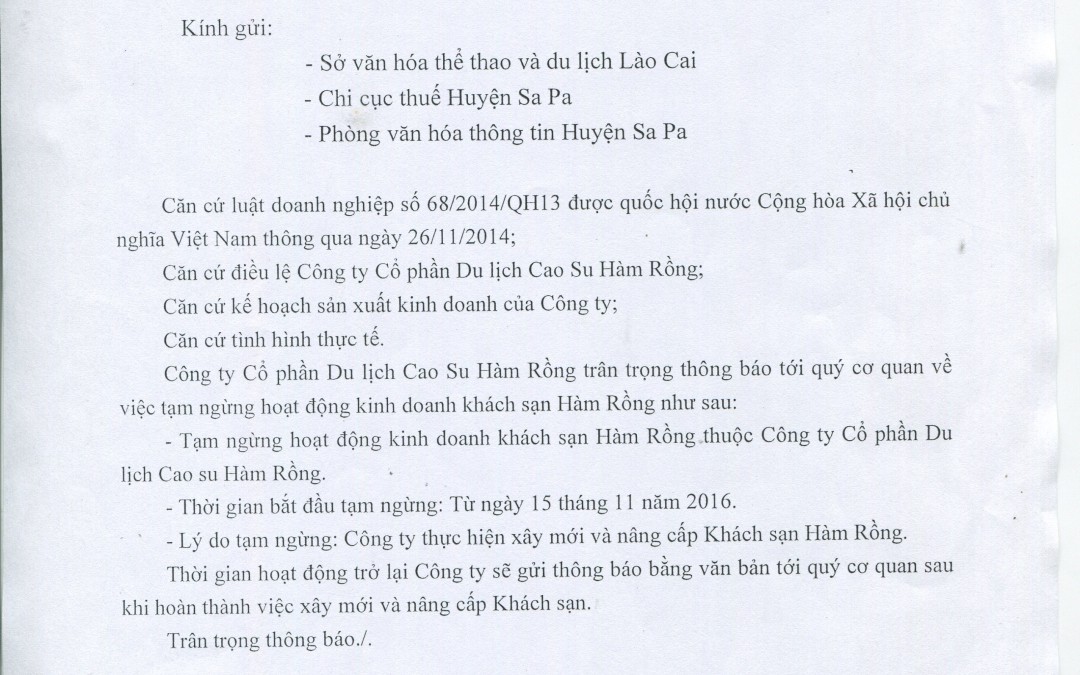 Kính gửi:
- Sở văn hóa thể thao và du lịch Lào Cai
- Chi cục thuế Huyện Sa Pa
- Phòng văn hóa thông tin Huyện Sa Pa
Căn cứ luật doanh nghiệp số 68/2014/QH13 được quốc hội nước Cộng hòa Xã hội chủ
nghĩa Việt Nam thông qua ngày 26/11/2014;
Căn cứ điều lệ Công ty Cổ phần Du lịch Cao Su Hàm Rồng;
Căn cứ kế hoạch sản xuất kinh doanh của Công ty;
Căn cứ tình hình thực tế.
Công ty Cổ phần Du lịch Cao Su Hàm Rồng trân trọng thông báo tới quý cơ quan về
việc tạm ngừng hoạt động kinh doanh khách sạn Hàm Rồng như sau:
- Tạm ngừng hoạt động kinh doanh khách sạn Hàm Rồng thuộc Công ty Cổ phần Du
lịch Cao su Hàm Rồng.
- Thời gian bắt đầu tạm ngừng: Từ ngày 15 tháng 11 năm 2016.
- Lý do tạm ngừng: Công ty thực hiện xây mới và nâng cấp Khách sạn Hàm Rồng.
Thời gian hoạt động trở lại Công ty sẽ gửi thông báo bằng văn bản tới quý cơ quan sau
khi hoàn thành việc xây mới và nâng cấp Khách sạn.
Trân trọng thông báo./.